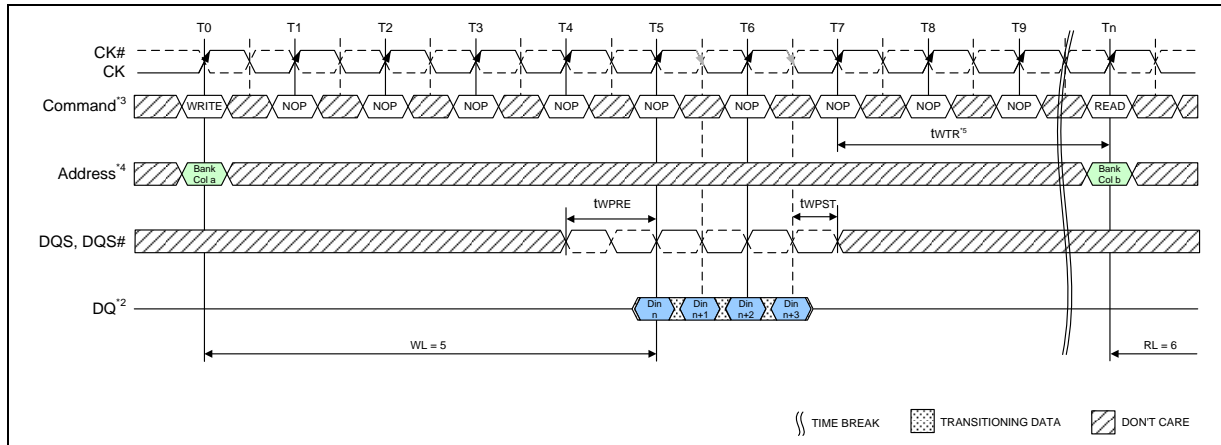 T0 T1 T2 T3 T4 T5 T6 T7 T8 T9 Tn
CK#
CK
Command*3 WRITE NOP NOP NOP NOP NOP NOP NOP NOP NOP READ
tWTR*5
Address*4 Bank Col a Bank Col b
tWPRE tWPST
DQS, DQS#
DQ*2 Din n Din n+1 Din n+2 Din n+3
WL = 5 RL = 6
TIME BREAK TRANSITIONING DATA DON'T CARE